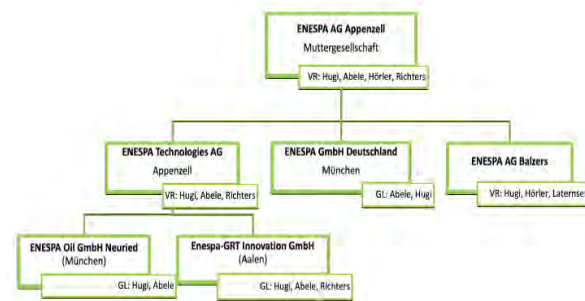 ENESPA AG Appenzell
Muttergesellschaft
VR: Hugi, Abele, Hörler, Richters
ENESPA Technologies AG
Appenzell
VR: Hugi, Abele, Richters
ENESPA GmbH Deutschland
München
GL: Abele, Hugi
ENESPA AG Balzers
VR: Hugi, Hörler, Laternser
ENESPA Oil GmbH Neuried
(München)
GL: Hugi, Abele
Enespa-GRT Innovation GmbH
(Aalen)
GL: Hugi, Abele, Richters